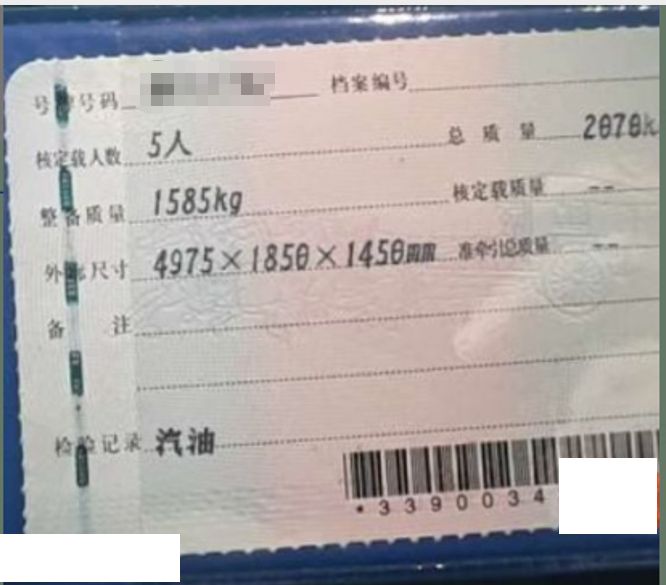 号牌号码 档案编号
核定载人数 5人 总质量 2070k
整备质量 1585kg 核定载质量 --
外廓尺寸 4975×1850×1450mm 准牵引总质量 --
备注
检验记录 汽油
*3390034